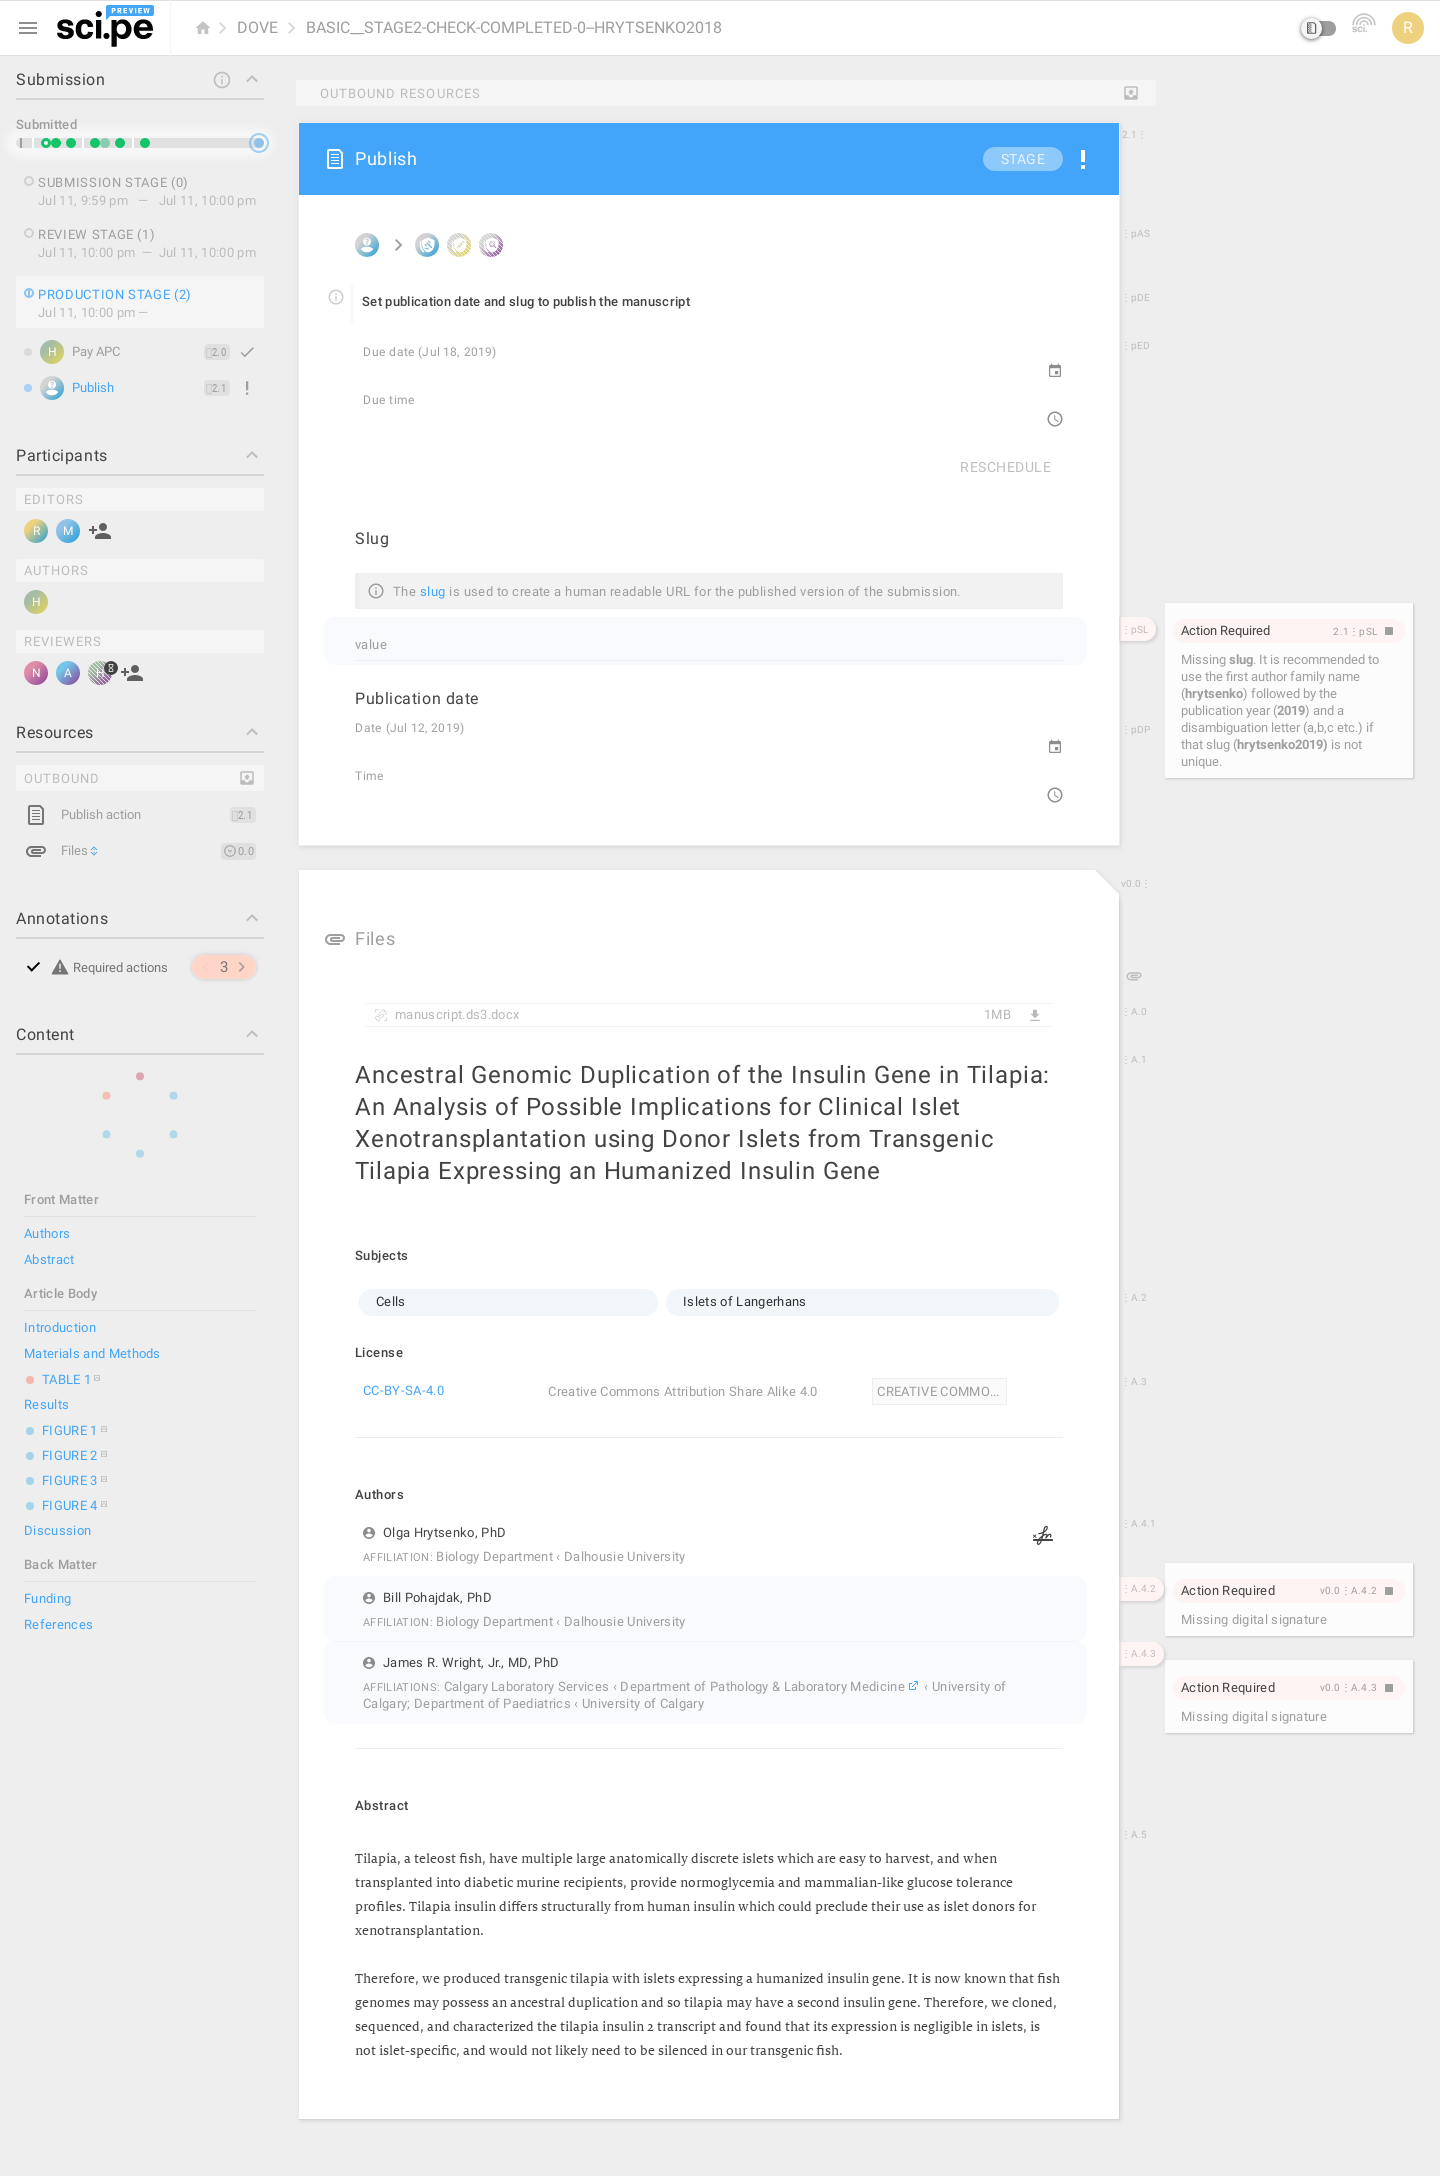 PREVIEW
sci.pe
DOVE
BASIC__STAGE2-CHECK-COMPLETED-0--HRYTSENKO2018
SCI.
R
Submission
Submitted
SUBMISSION STAGE (0)
Jul 11, 9:59 pm — Jul 11, 10:00 pm
REVIEW STAGE (1)
Jul 11, 10:00 pm — Jul 11, 10:00 pm
PRODUCTION STAGE (2)
Jul 11, 10:00 pm —
H Pay APC 2.0
Publish 2.1
Participants
EDITORS
R M
AUTHORS
H
REVIEWERS
N A
Resources
OUTBOUND
Publish action 2.1
Files 0.0
Annotations
Required actions 3
Content
Front Matter
Authors
Abstract
Article Body
Introduction
Materials and Methods
TABLE 1
Results
FIGURE 1
FIGURE 2
FIGURE 3
FIGURE 4
Discussion
Back Matter
Funding
References
OUTBOUND RESOURCES
Publish
STAGE
2.1
Set publication date and slug to publish the manuscript
pAS
pDE
Due date (Jul 18, 2019)
pED
Due time
RESCHEDULE
Slug
The slug is used to create a human readable URL for the published version of the submission.
value
pSL
Publication date
Date (Jul 12, 2019)
pDP
Time
Action Required 2.1⋮pSL
Missing slug. It is recommended to
use the first author family name
(hrytsenko) followed by the
publication year (2019) and a
disambiguation letter (a,b,c etc.) if
that slug (hrytsenko2019) is not
unique.
v0.0
Files
manuscript.ds3.docx 1MB
A.0
Ancestral Genomic Duplication of the Insulin Gene in Tilapia:
An Analysis of Possible Implications for Clinical Islet
Xenotransplantation using Donor Islets from Transgenic
Tilapia Expressing an Humanized Insulin Gene
A.1
Subjects
Cells Islets of Langerhans
A.2
License
CC-BY-SA-4.0 Creative Commons Attribution Share Alike 4.0 CREATIVE COMMO...
A.3
Authors
Olga Hrytsenko, PhD
AFFILIATION: Biology Department ‹ Dalhousie University
A.4.1
Bill Pohajdak, PhD
AFFILIATION: Biology Department ‹ Dalhousie University
A.4.2
Action Required v0.0⋮A.4.2
Missing digital signature
James R. Wright, Jr., MD, PhD
AFFILIATIONS: Calgary Laboratory Services ‹ Department of Pathology & Laboratory Medicine ‹ University of
Calgary; Department of Paediatrics ‹ University of Calgary
A.4.3
Action Required v0.0⋮A.4.3
Missing digital signature
Abstract
A.5
Tilapia, a teleost fish, have multiple large anatomically discrete islets which are easy to harvest, and when
transplanted into diabetic murine recipients, provide normoglycemia and mammalian-like glucose tolerance
profiles. Tilapia insulin differs structurally from human insulin which could preclude their use as islet donors for
xenotransplantation.
Therefore, we produced transgenic tilapia with islets expressing a humanized insulin gene. It is now known that fish
genomes may possess an ancestral duplication and so tilapia may have a second insulin gene. Therefore, we cloned,
sequenced, and characterized the tilapia insulin 2 transcript and found that its expression is negligible in islets, is
not islet-specific, and would not likely need to be silenced in our transgenic fish.